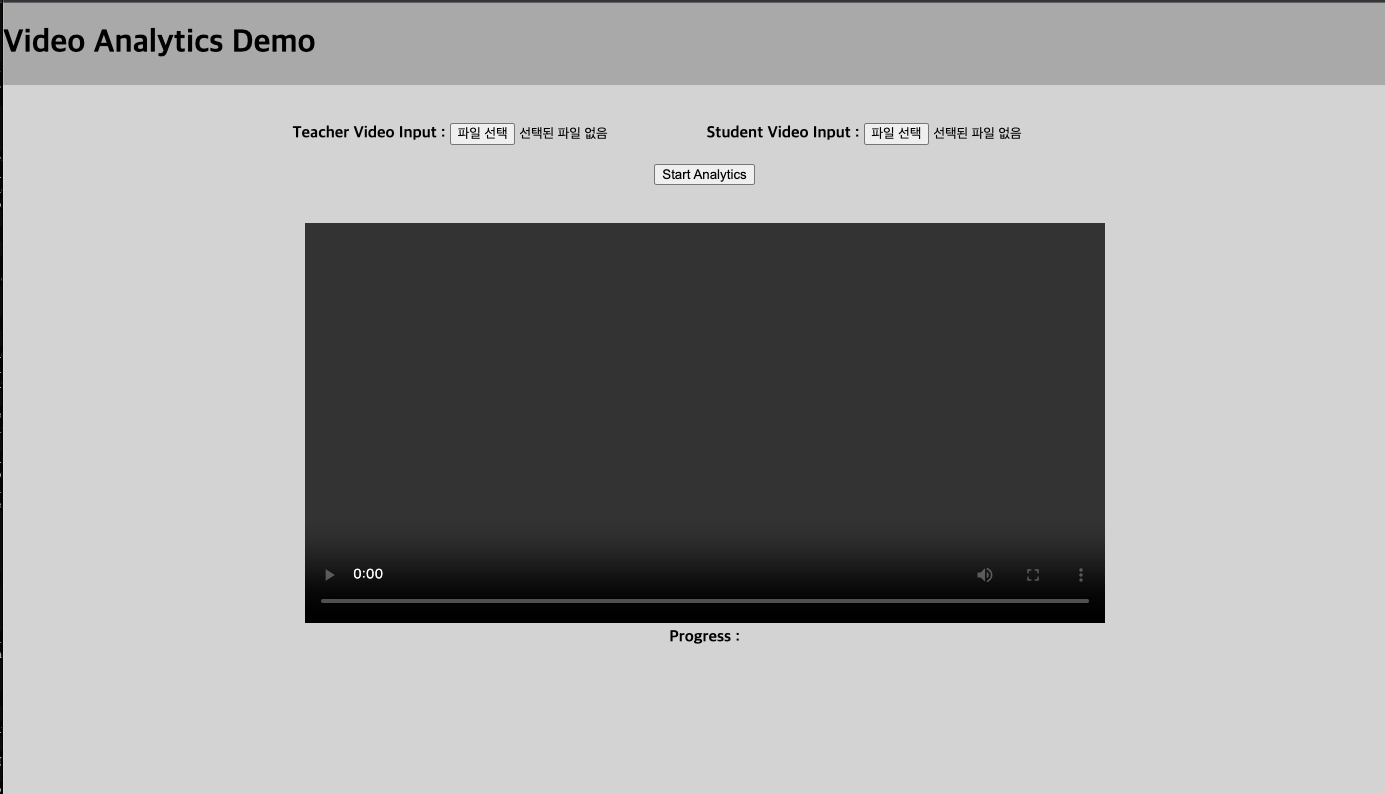 Video Analytics Demo
Teacher Video Input : 파일 선택 선택된 파일 없음 Student Video Input : 파일 선택 선택된 파일 없음
Start Analytics
0:00
Progress :